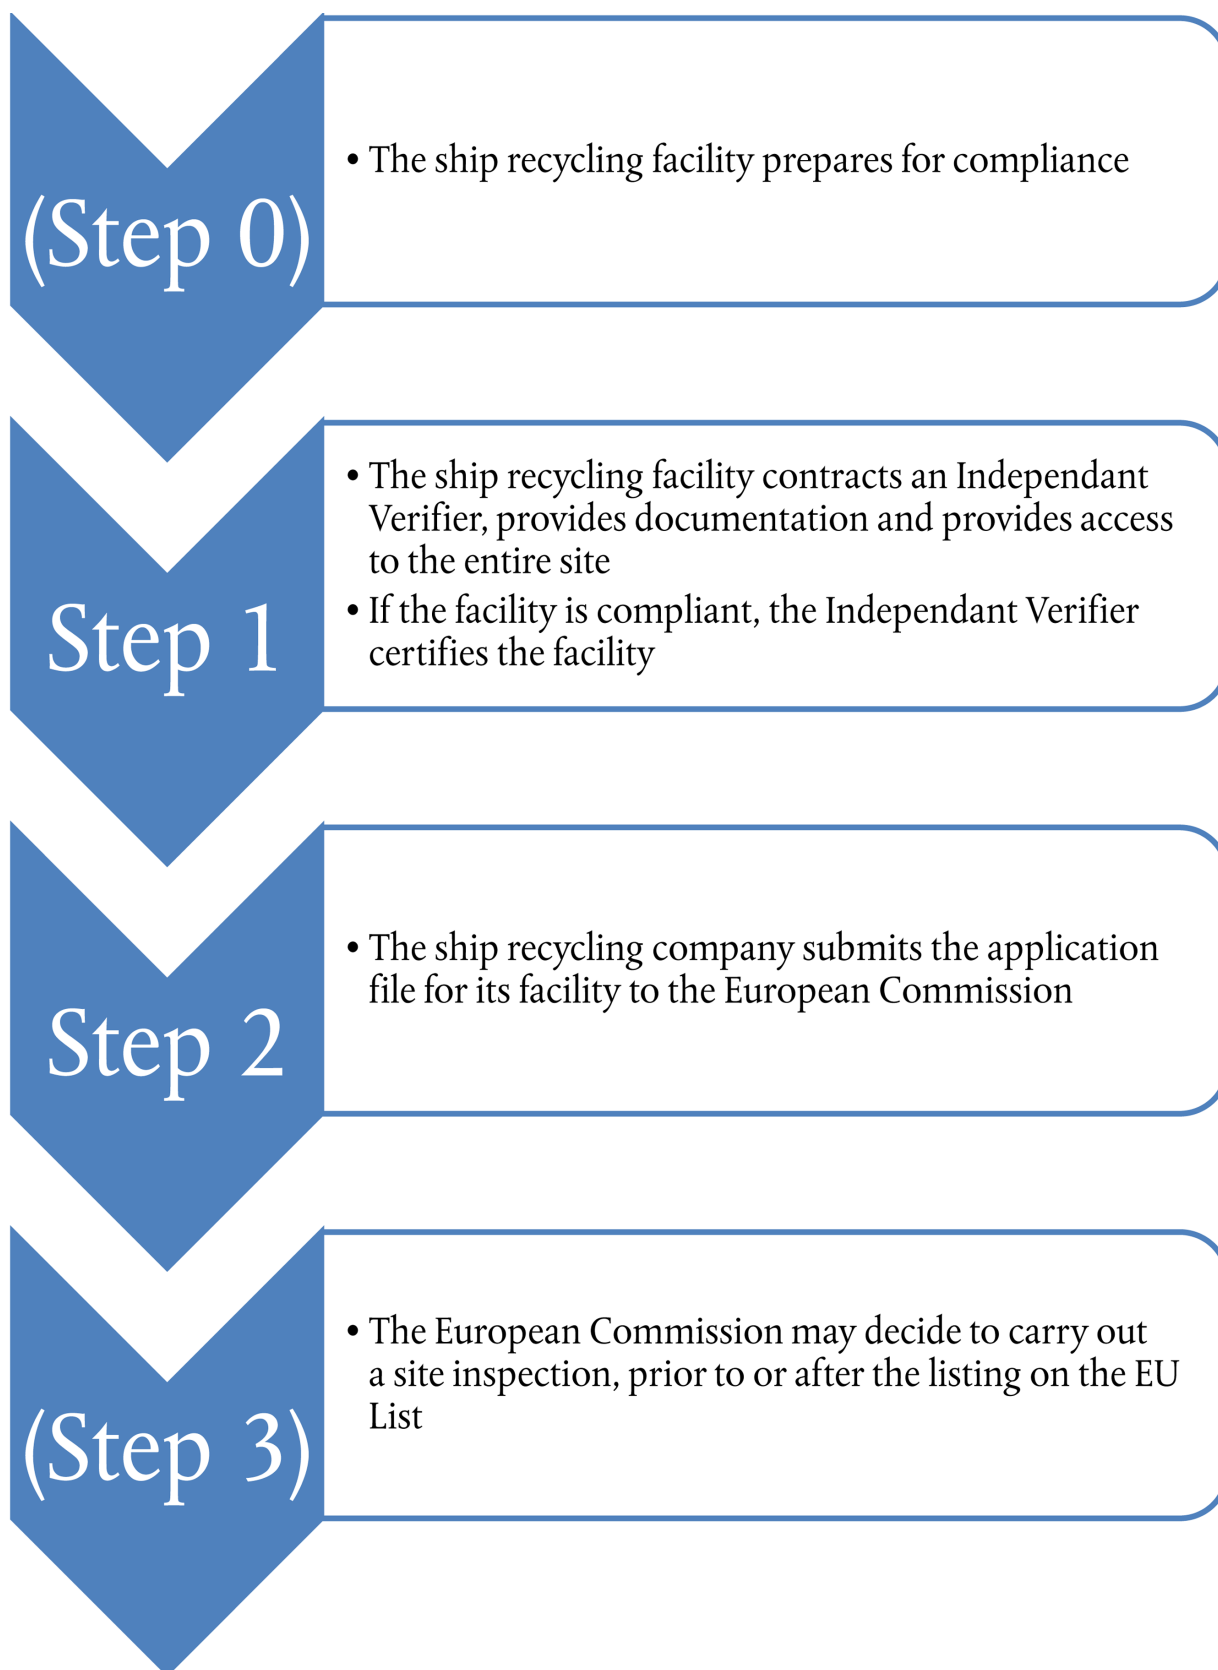 (Step 0)
• The ship recycling facility prepares for compliance
Step 1
• The ship recycling facility contracts an Independant
Verifier, provides documentation and provides access
to the entire site
• If the facility is compliant, the Independant Verifier
certifies the facility
Step 2
• The ship recycling company submits the application
file for its facility to the European Commission
(Step 3)
• The European Commission may decide to carry out
a site inspection, prior to or after the listing on the EU
List